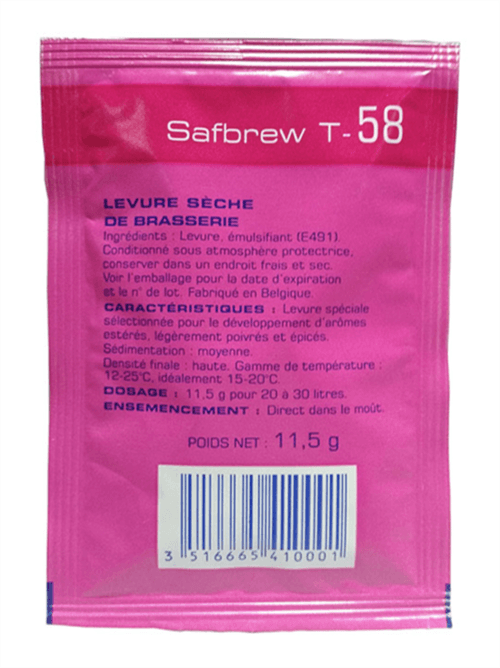 Safbrew T-58
LEVURE SÈCHE
DE BRASSERIE
Ingrédients : Levure, émulsifiant (E491).
Conditionné sous atmosphère protectrice,
conserver dans un endroit frais et sec.
Voir l'emballage pour la date d'expiration
et le n° de lot. Fabriqué en Belgique.
CARACTÉRISTIQUES : Levure spéciale
sélectionnée pour le développement d'arômes
estérés, légèrement poivrés et épicés.
Sédimentation : moyenne.
Densité finale : haute. Gamme de température :
12-25°C, idéalement 15-20°C.
DOSAGE : 11.5 g pour 20 à 30 litres.
ENSEMENCEMENT : Direct dans le moût.
POIDS NET : 11,5 g
3 516665 410001